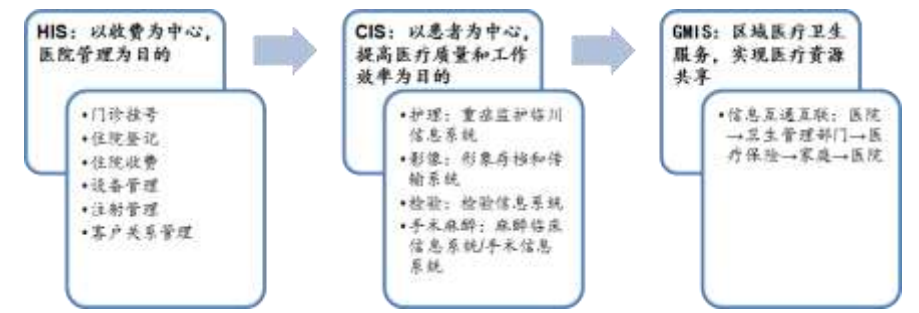 HIS：以收费为中心，
医院管理为目的
•门诊挂号
•住院登记
•住院收费
•设备管理
•注射管理
•客户关系管理
CIS：以患者为中心，
提高医疗质量和工作
效率为目的
•护理：重症监护临川
信息系统
•影像：形象存档和传
输系统
•检验：检验信息系统
•手术麻醉：麻醉临床
信息系统/手术信息
系统
GMIS：区域医疗卫生
服务，实现医疗资源
共享
•信息互通互联：医院
→卫生管理部门→医
疗保险→家庭→医院